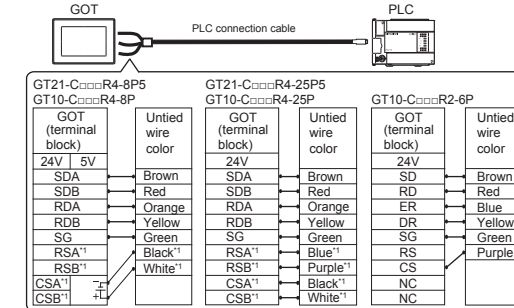 GOT
PLC
PLC connection cable
GT21-C□□□R4-8P5
GT10-C□□□R4-8P
GOT (terminal block)
Untied wire color
24V 5V
SDA Brown
SDB Red
RDA Orange
RDB Yellow
SG Green
RSA*1 Black*1
RSB*1 White*1
CSA*1 -
CSB*1 +
GT21-C□□□R4-25P5
GT10-C□□□R4-25P
GOT (terminal block)
Untied wire color
24V
SDA Brown
SDB Red
RDA Orange
RDB Yellow
SG Green
RSA*1 Blue*1
RSB*1 Purple*1
CSA*1 Black*1
CSB*1 White*1
GT10-C□□□R2-6P
GOT (terminal block)
Untied wire color
24V
SD Brown
RD Red
ER Blue
DR Yellow
SG Green
RS Purple
CS
NC
NC